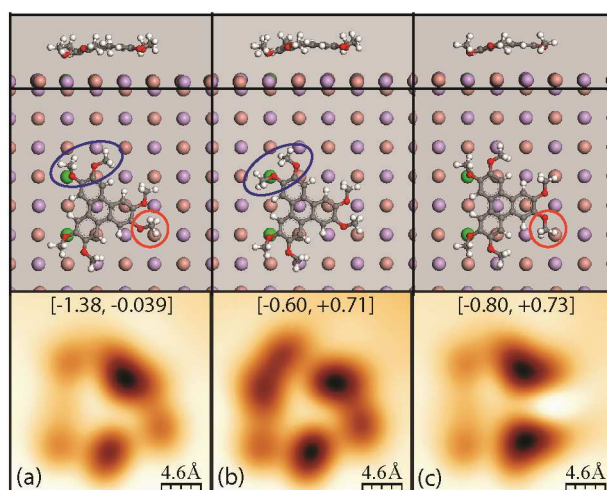 [-1.38, -0.039]
[-0.60, +0.71]
[-0.80, +0.73]
(a)
4.6Å
(b)
4.6Å
(c)
4.6Å